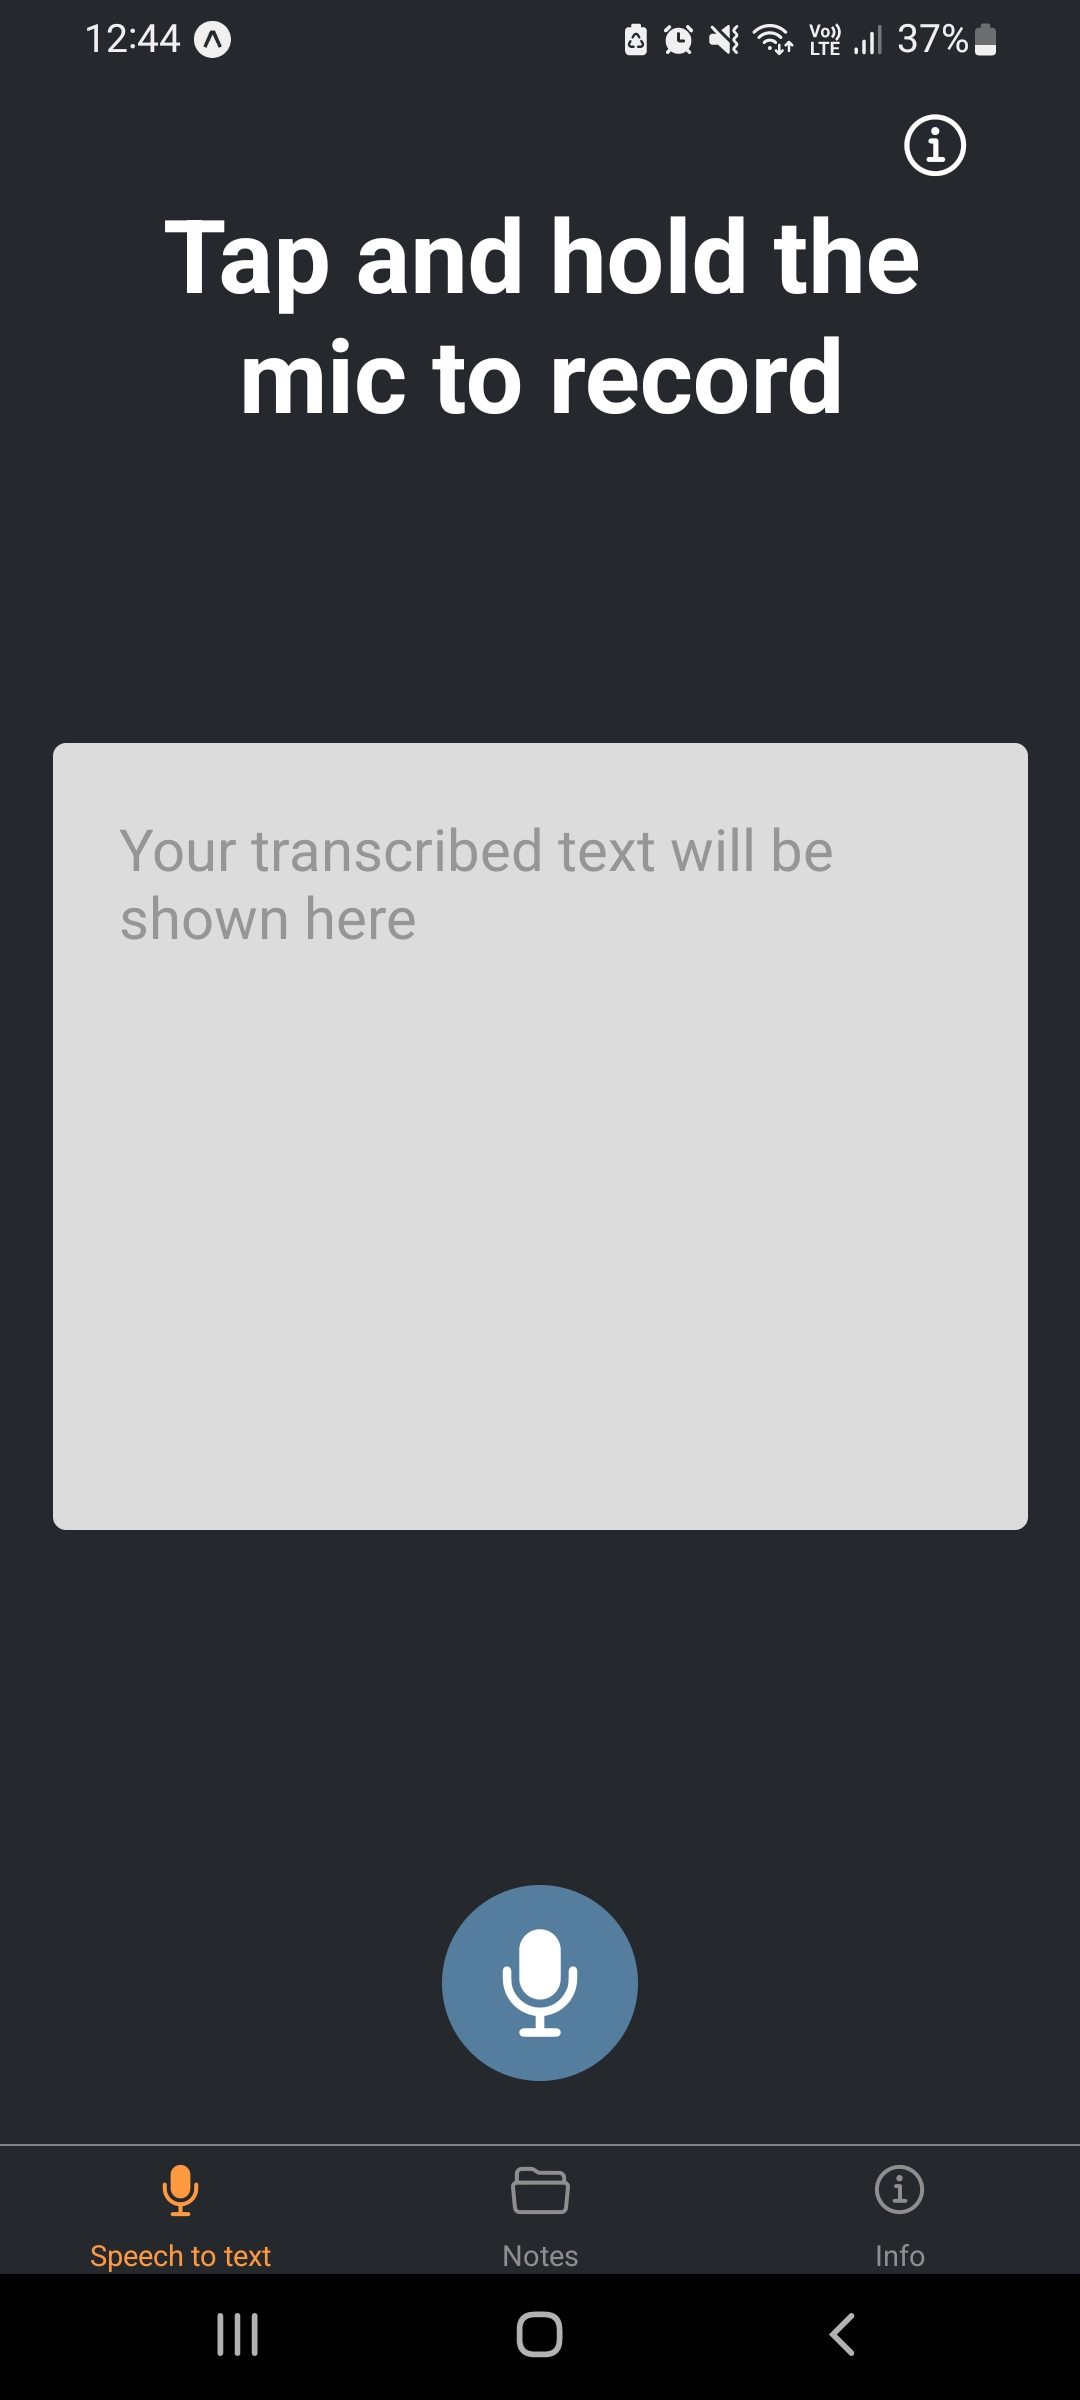 12:44
Vo)) LTE
37%
Tap and hold the
mic to record
Your transcribed text will be
shown here
Speech to text
Notes
Info